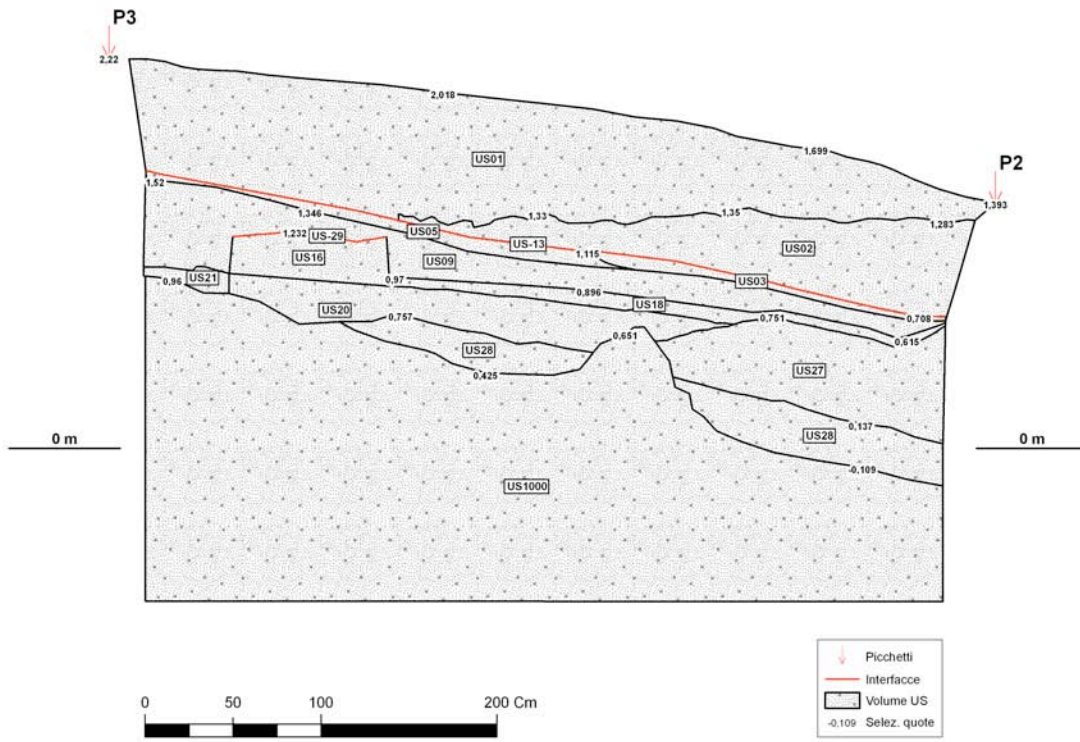 P3
2,22
2,018
1,699
P2
1,393
US01
1,52
1,346
1,33
1,35
1,283
US05
US-13
1,232
US-29
1,115
US02
US16
US09
US03
0,96
US21
0,97
0,896
US18
0,708
US20
0,757
0,751
0,651
0,615
US28
0,425
US27
0,137
US28
-0,109
0 m
0 m
US1000
Picchetti
Interfacce
Volume US
-0,109 Selez. quote
0 50 100 200 Cm